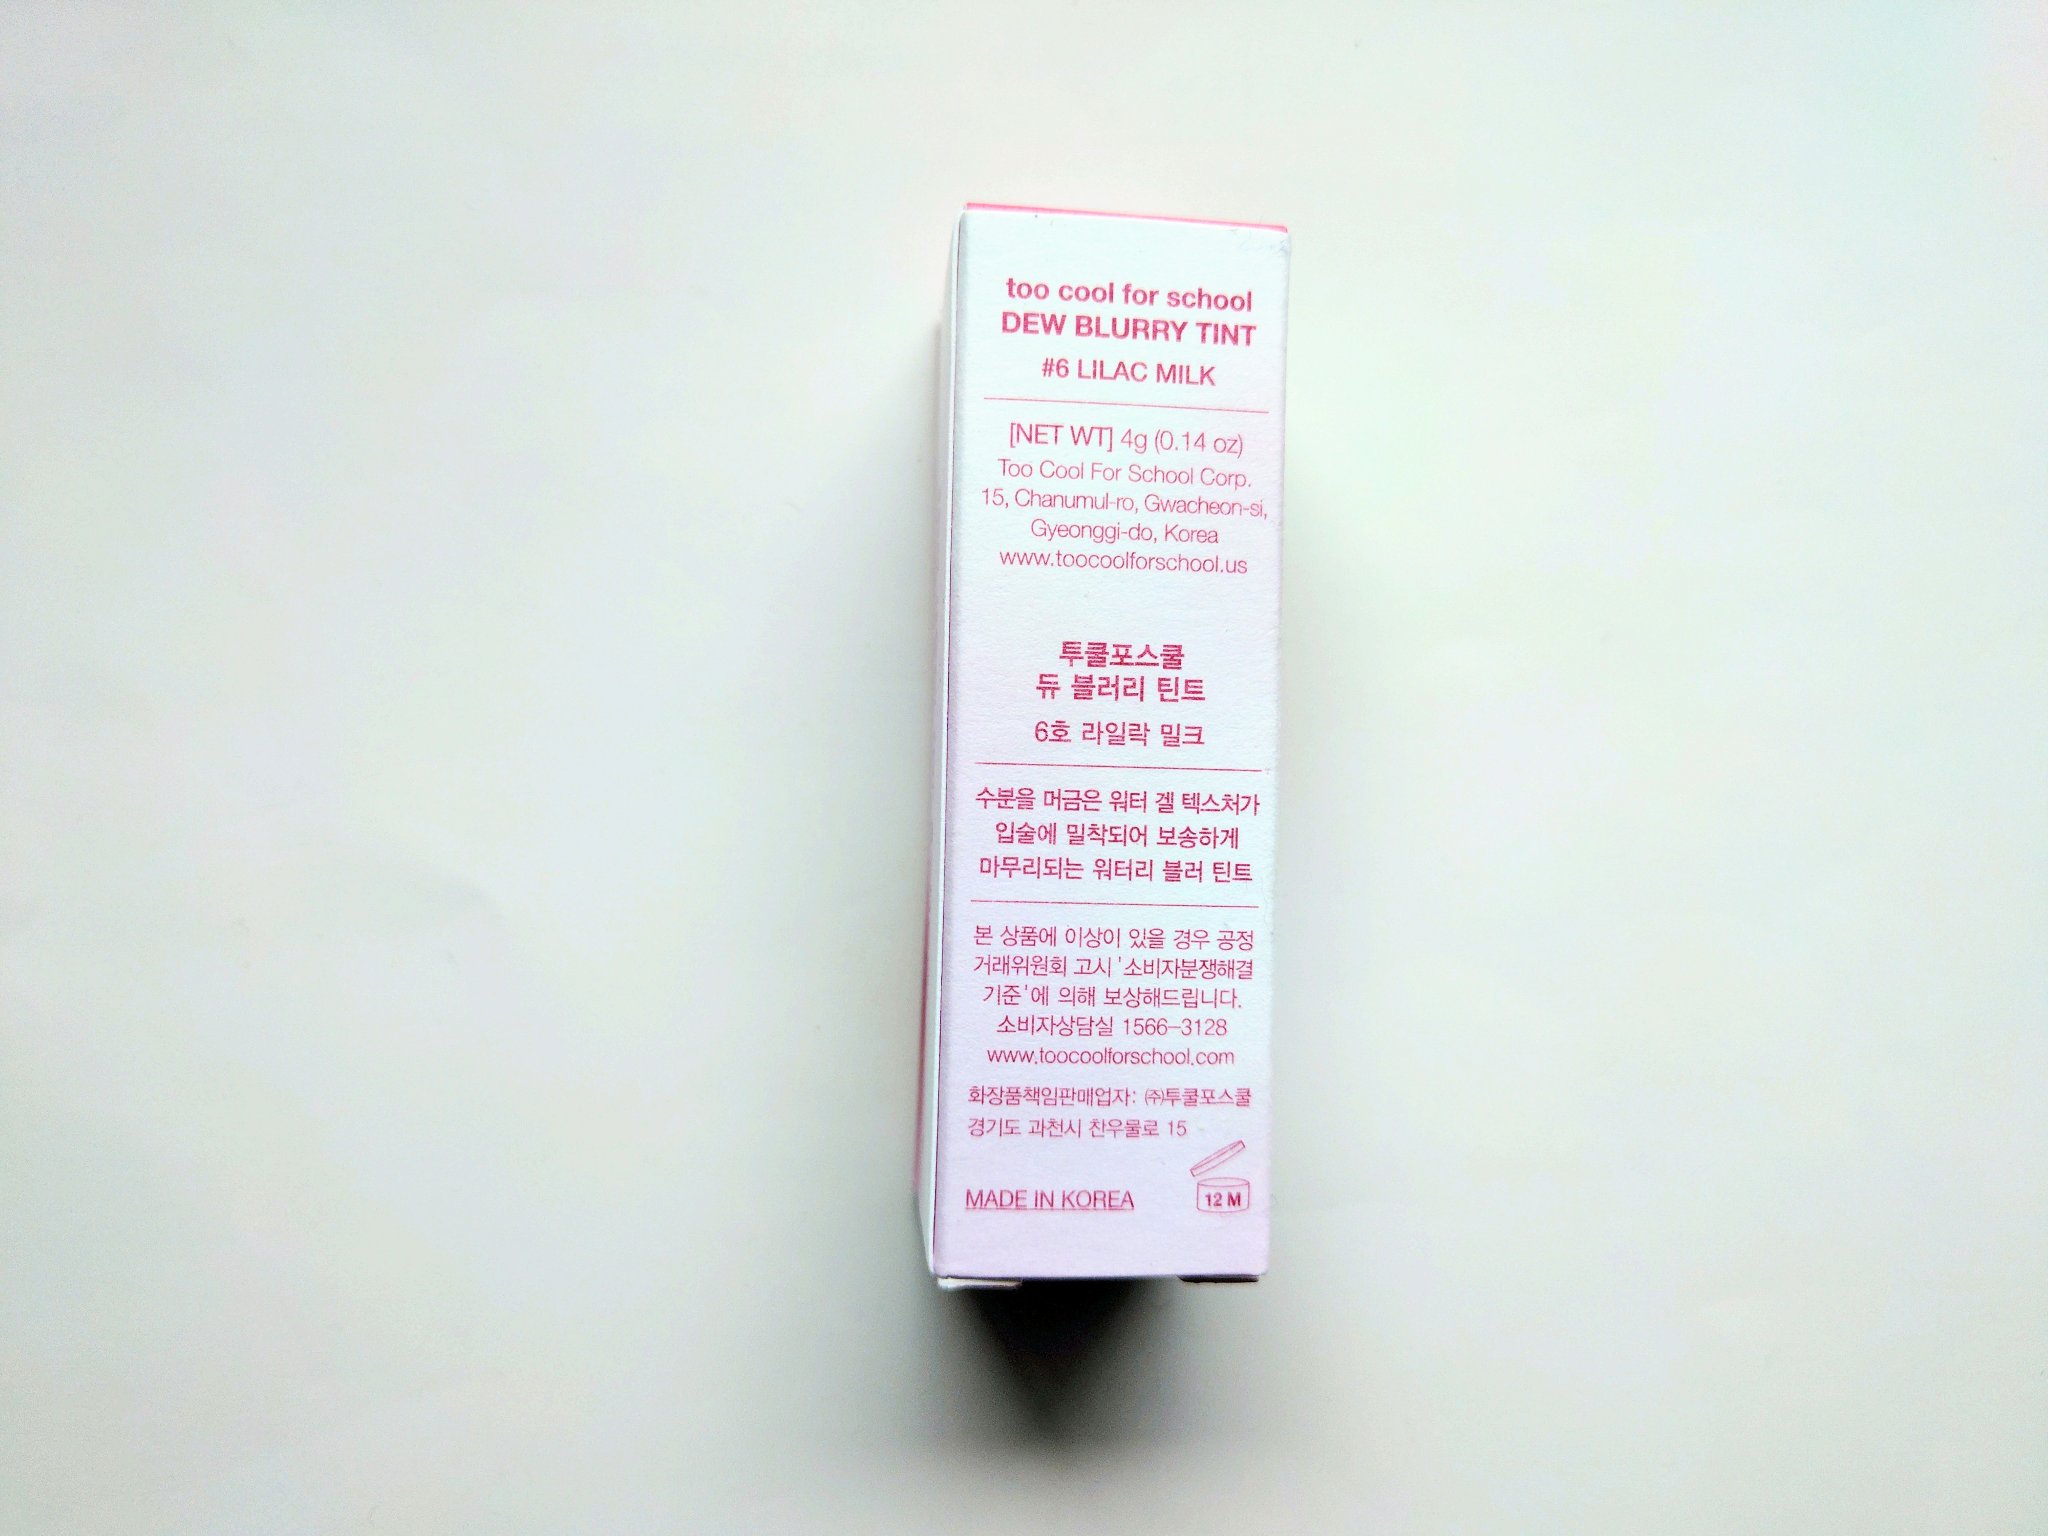 too cool for school
DEW BLURRY TINT
#6 LILAC MILK
[NET WT] 4g (0.14 oz)
Too Cool For School Corp.
15, Chanumul-ro, Gwacheon-si,
Gyeonggi-do, Korea
www.toocoolforschool.us
투쿨포스쿨
듀 블러리 틴트
6호 라일락 밀크
수분을 머금은 워터 겔 텍스처가
입술에 밀착되어 보송하게
마무리되는 워터리 블러 틴트
본 상품에 이상이 있을 경우 공정
거래위원회 고시 '소비자분쟁해결
기준'에 의해 보상해드립니다.
소비자상담실 1566-3128
www.toocoolforschool.com
화장품책임판매업자: ㈜투쿨포스쿨
경기도 과천시 찬우물로 15
MADE IN KOREA
12 M